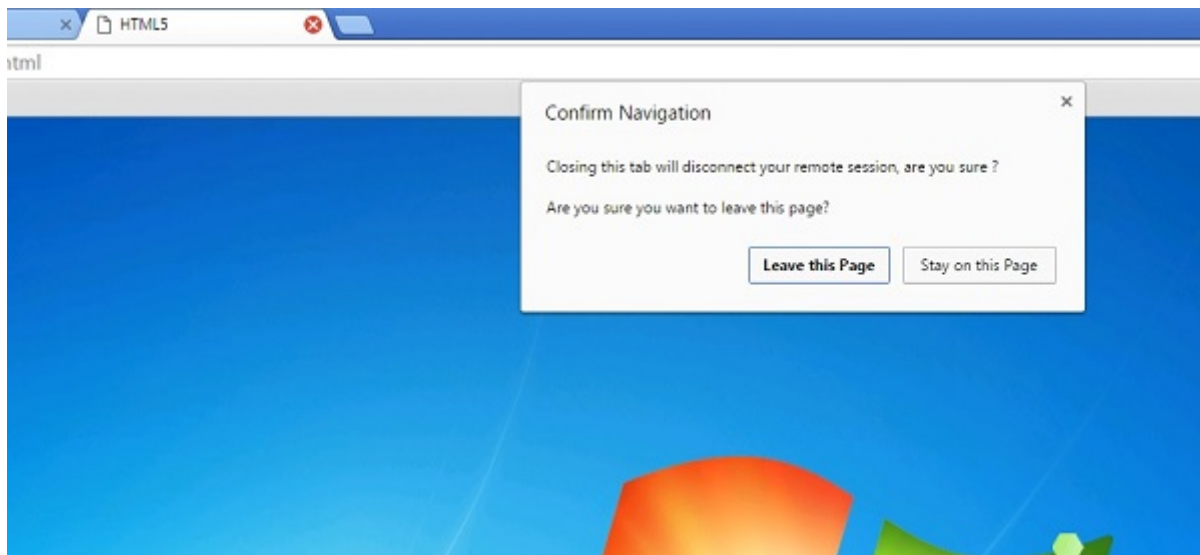 HTML5
html
Confirm Navigation
Closing this tab will disconnect your remote session, are you sure ?
Are you sure you want to leave this page?
Leave this Page Stay on this Page